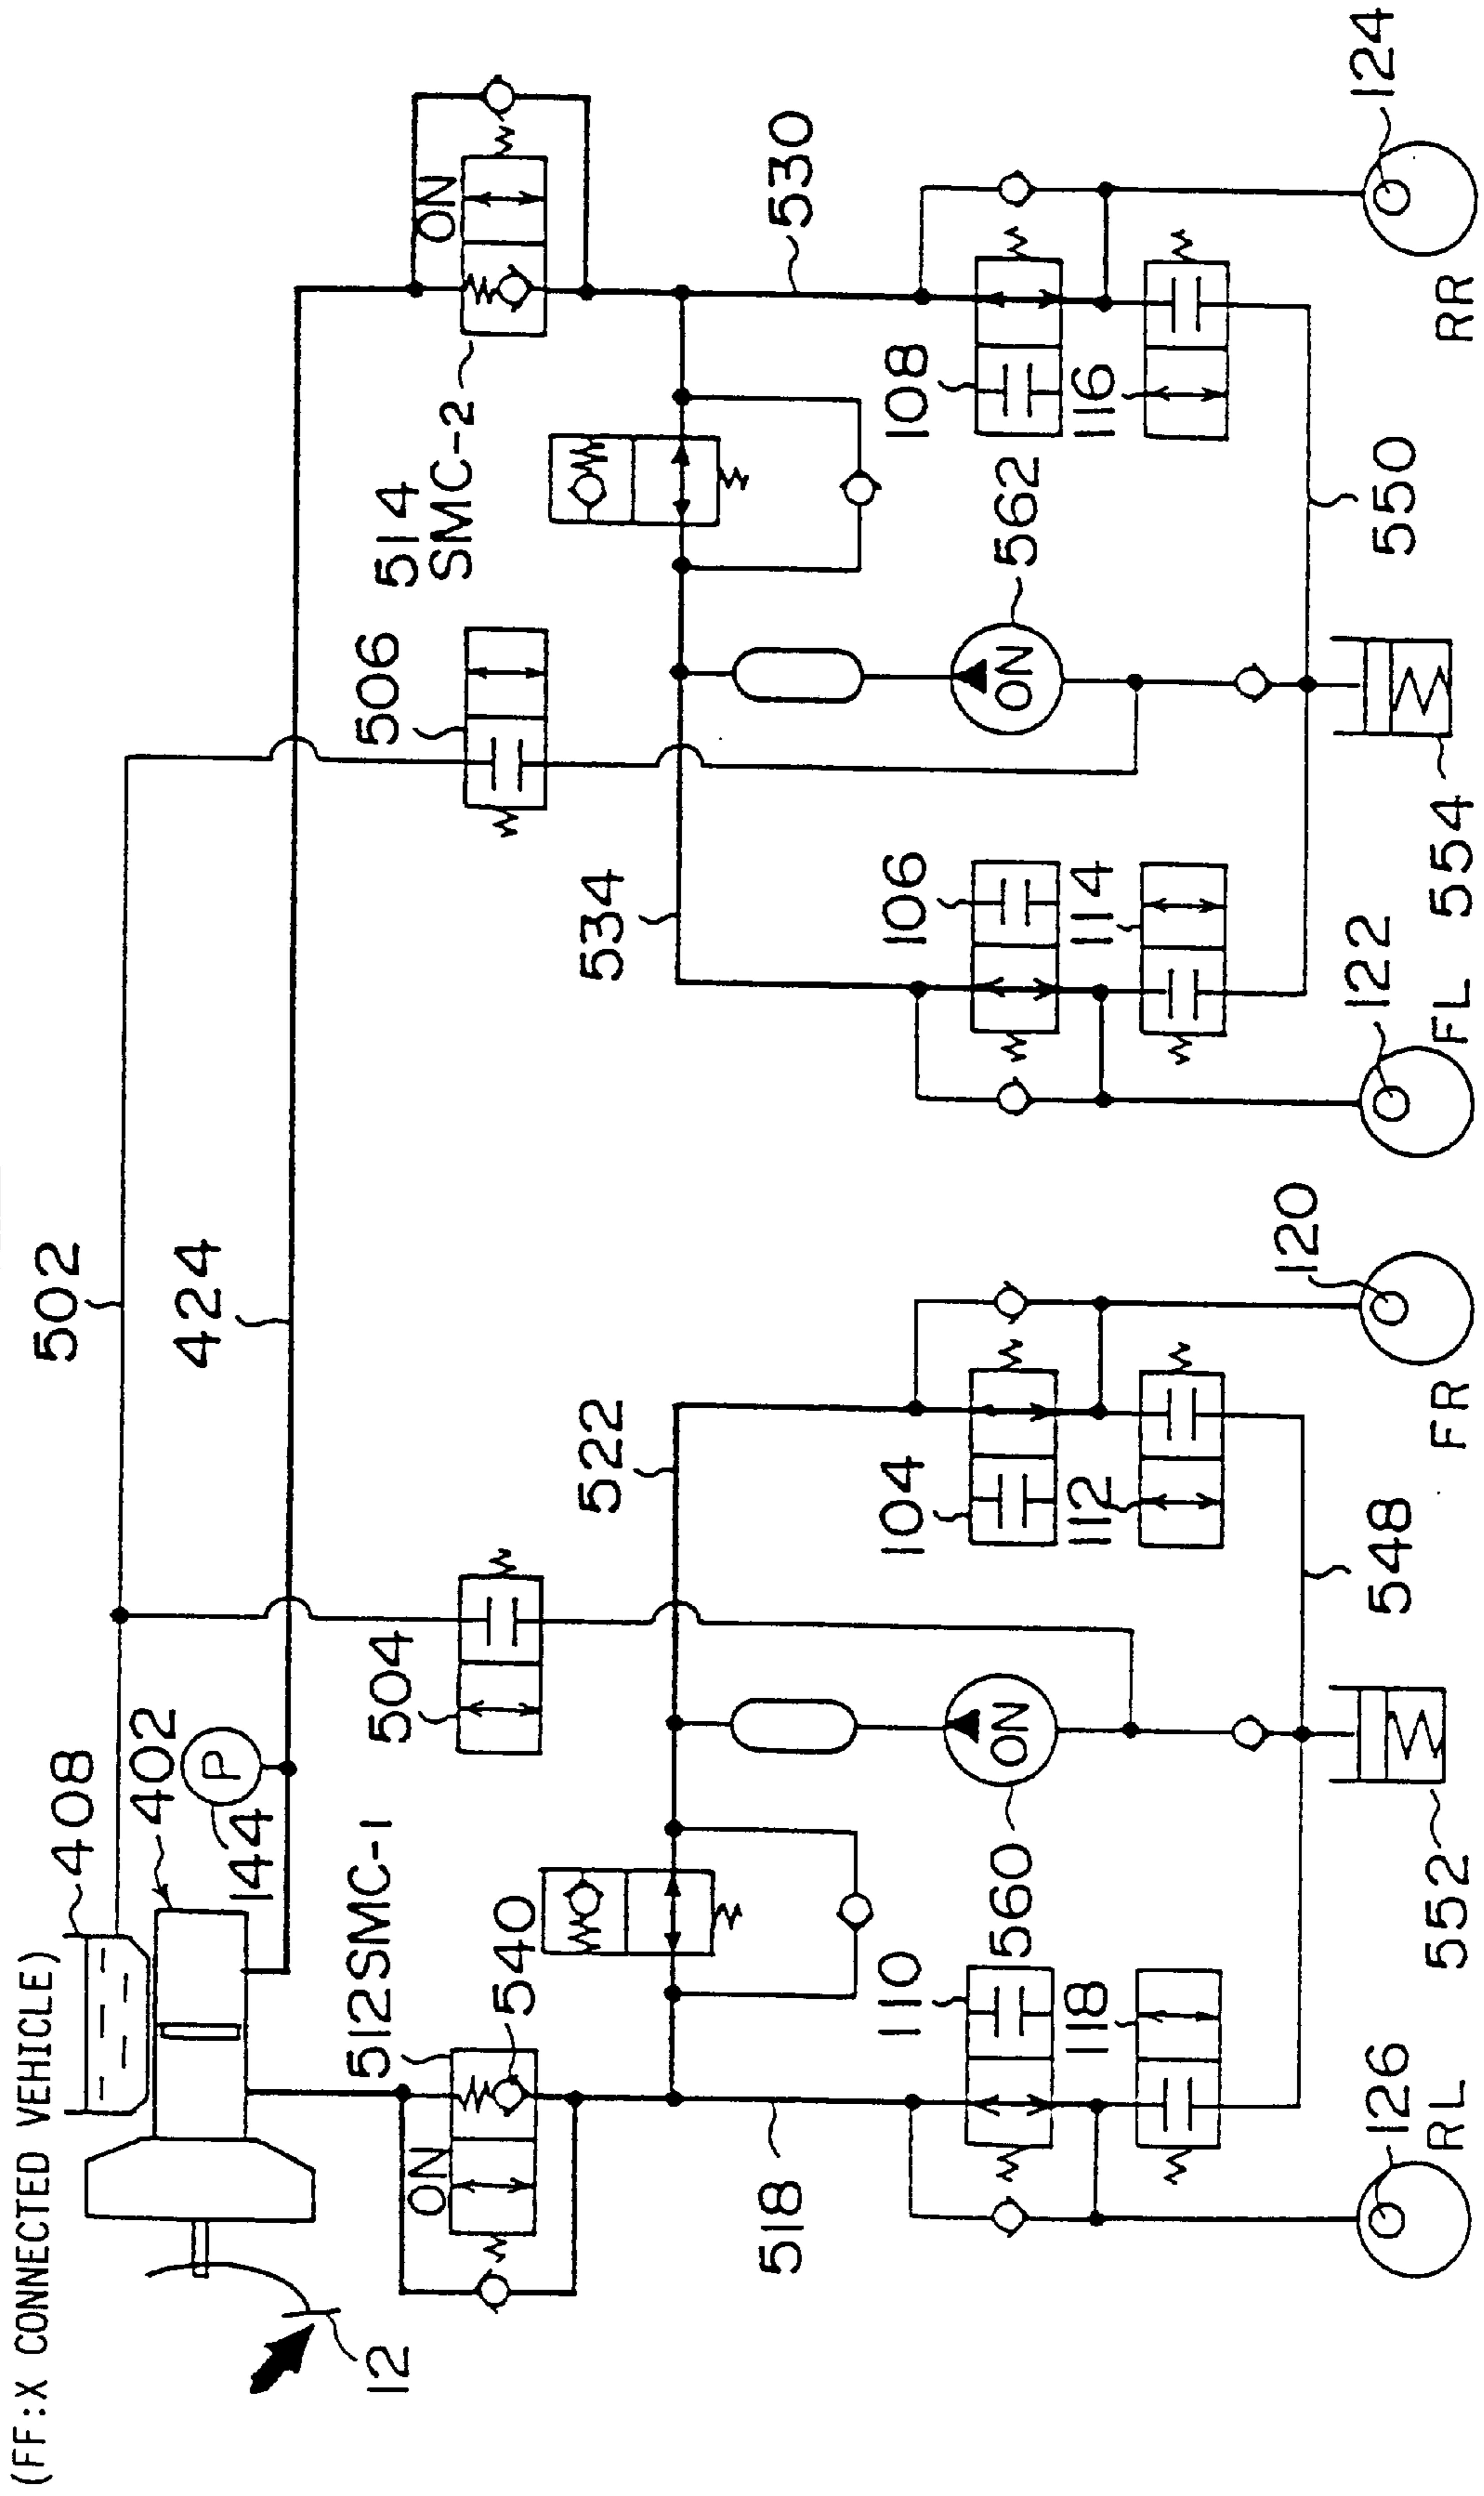 (FF:X CONNECTED VEHICLE)
408
402
P
144
502
424
12
512SMC-1
ON
540
504
506
514
SMC-2
ON
518
522
534
530
110
560
ON
104
106
562
ON
108
118
112
114
116
126
RL
552
548
120
FR
122
FL
554
550
124
RR